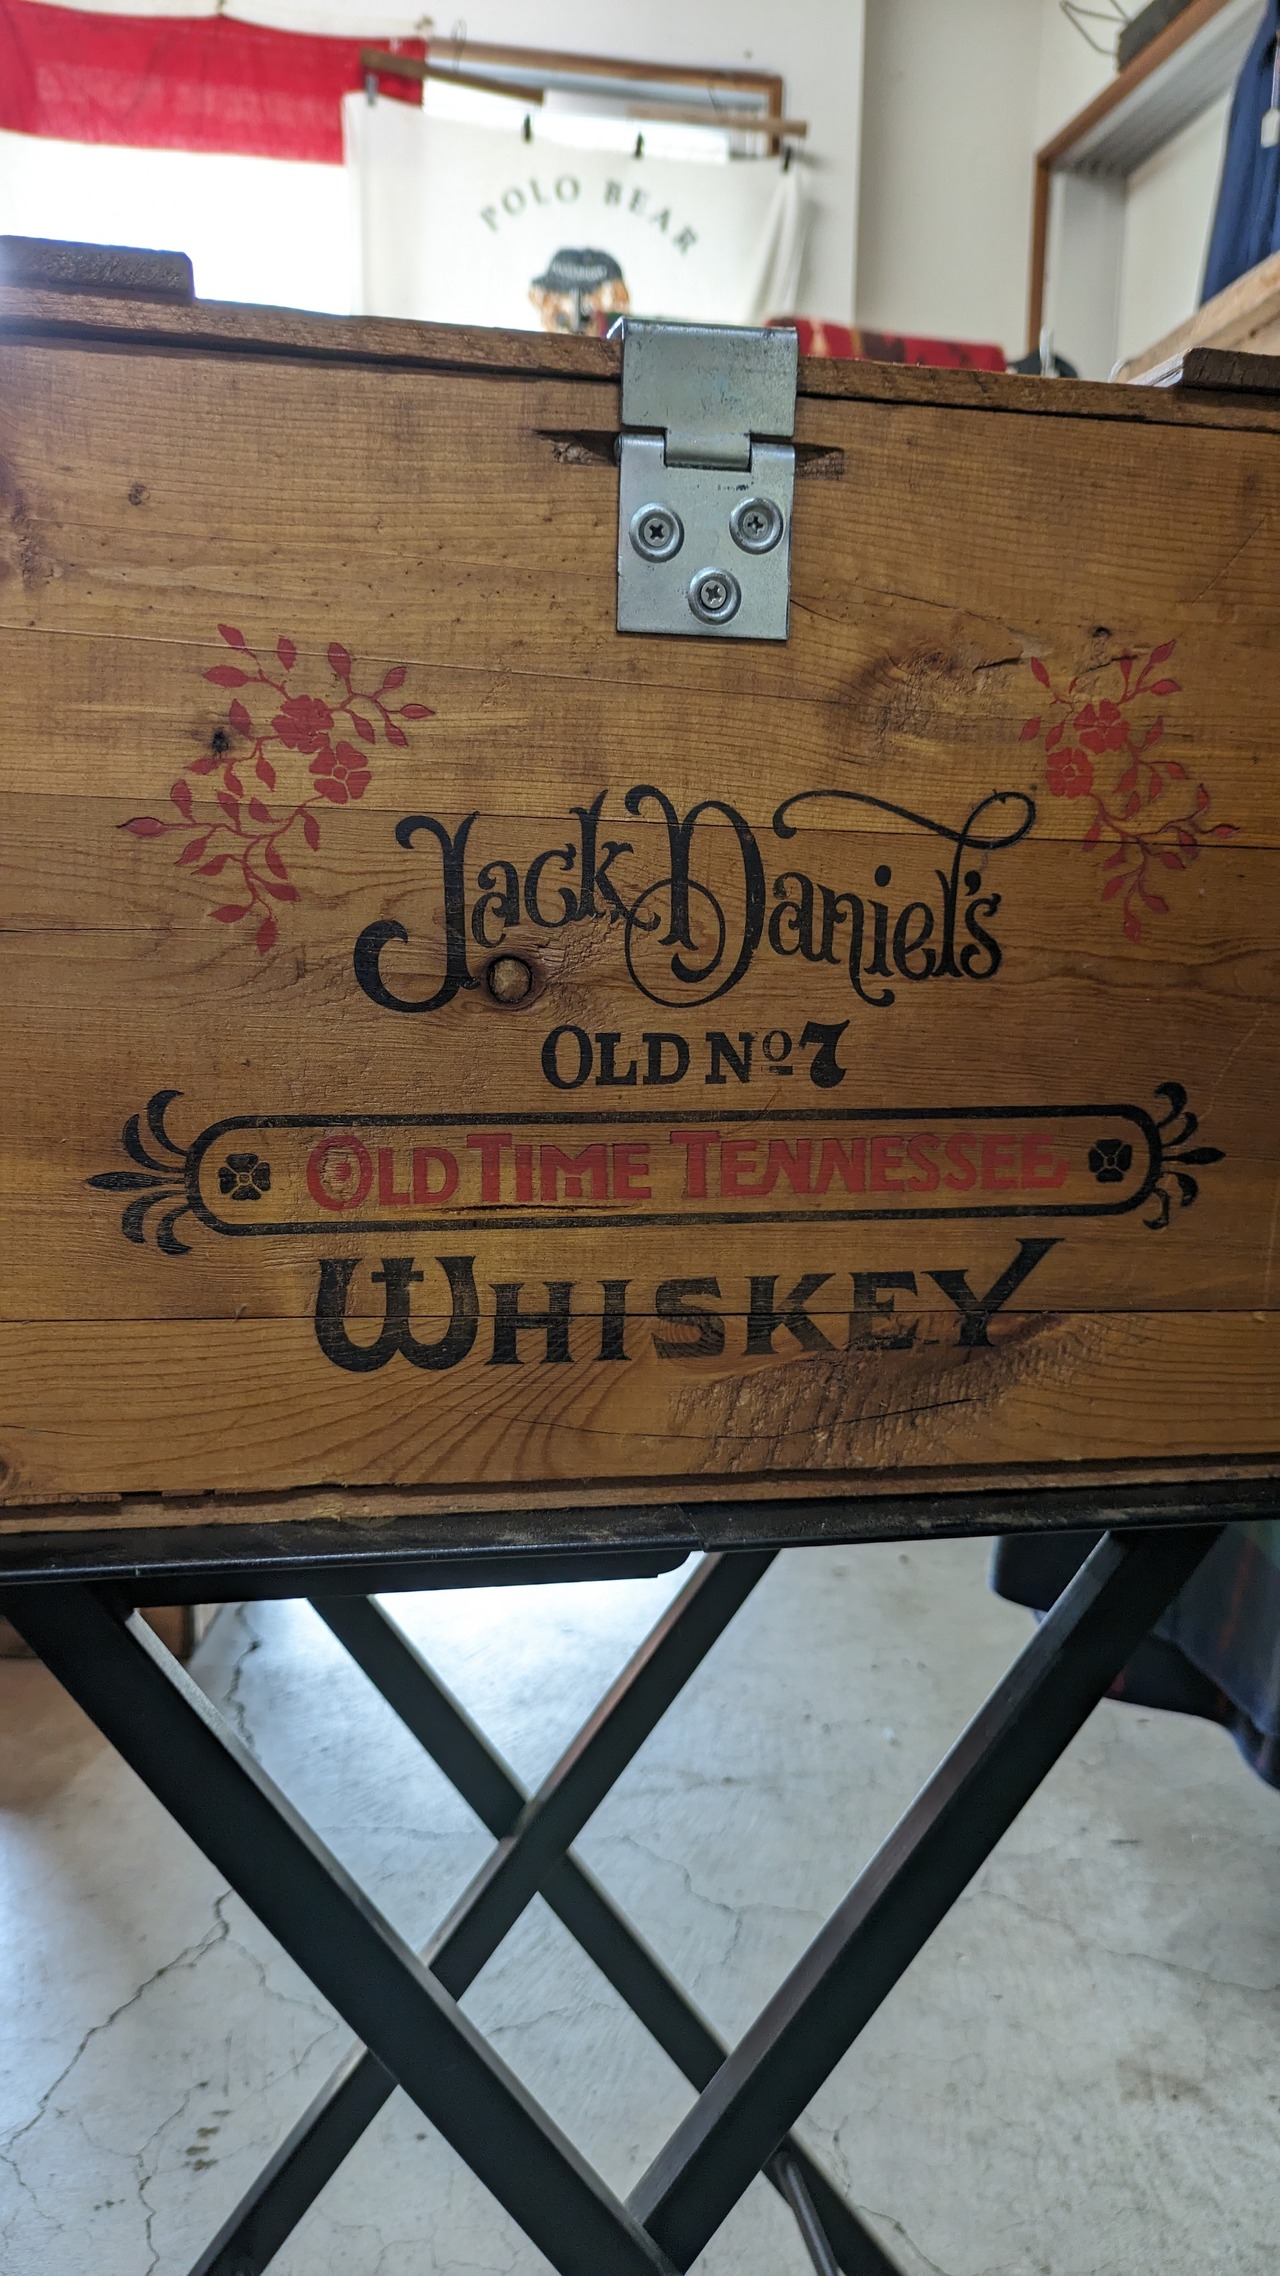 POLO BEAR
Jack Daniel's
OLD Nº 7
OLD TIME TENNESSEE
WHISKEY